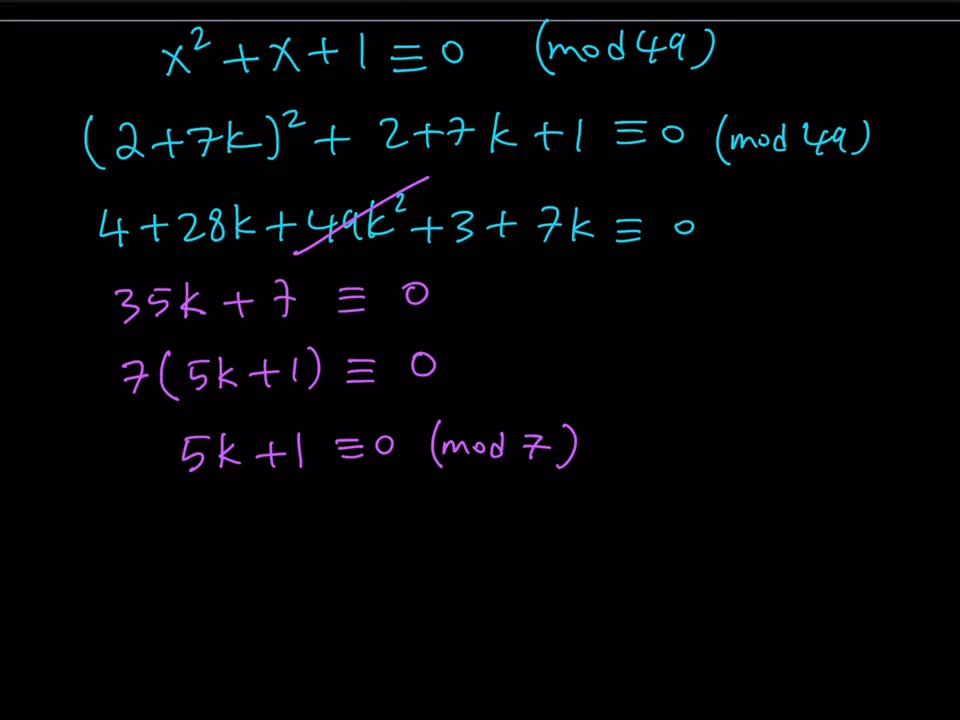 x² + x + 1 ≡ 0 (mod 49)
(2+7k)² + 2+7k+1 ≡ 0 (mod 49)
4+28k+49k²+3+7k ≡ 0
35k+7 ≡ 0
7(5k+1) ≡ 0
5k+1 ≡0 (mod 7)